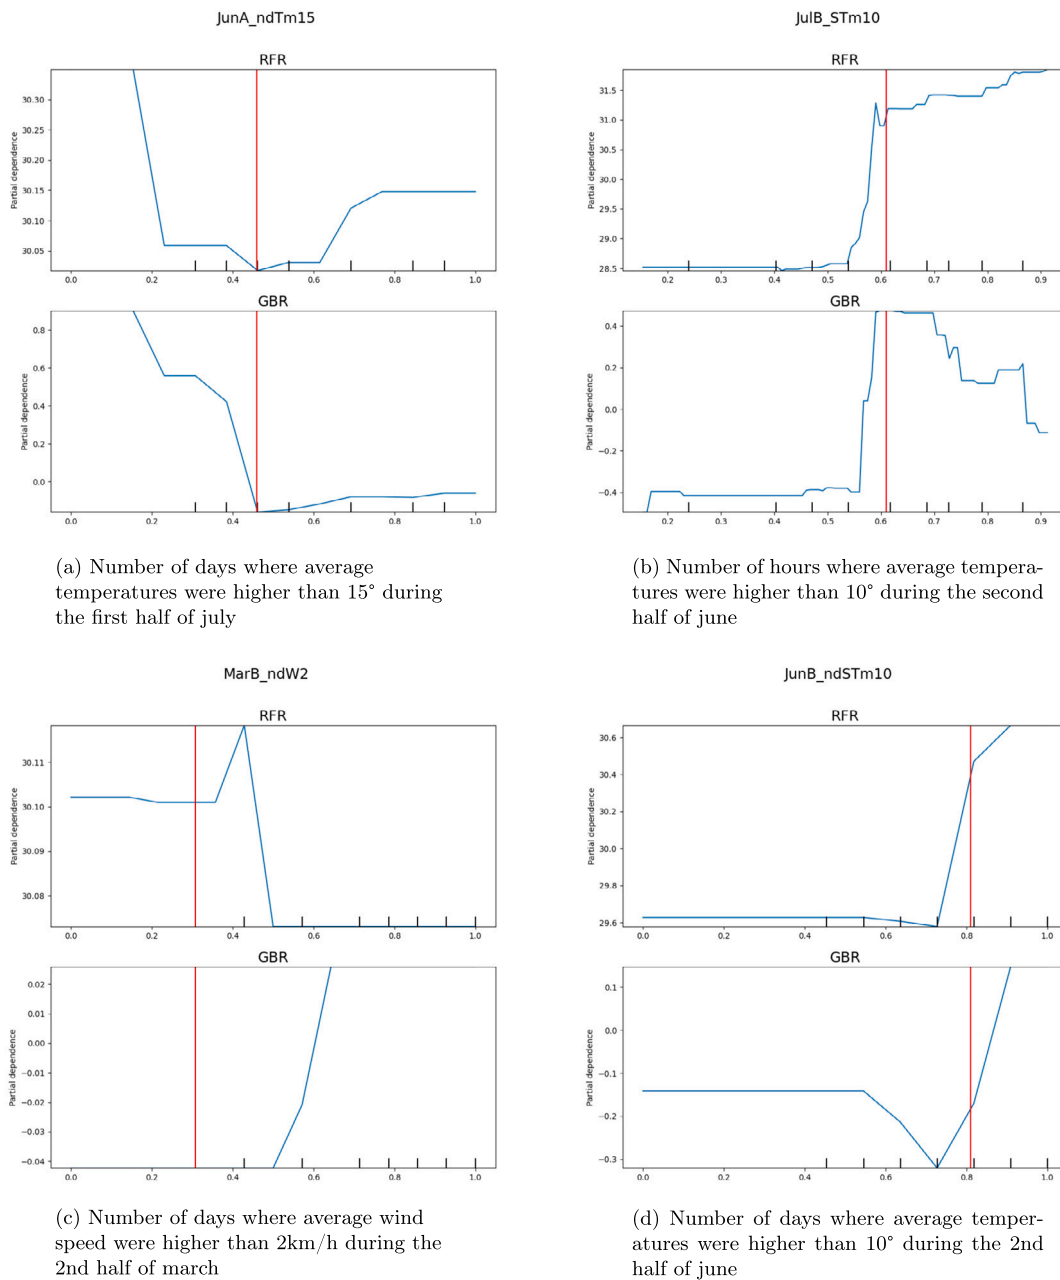 JunA_ndTm15
RFR
Partial dependence
30.30
30.25
30.20
30.15
30.10
30.05
0.0 0.2 0.4 0.6 0.8 1.0
GBR
Partial dependence
0.8
0.6
0.4
0.2
0.0
0.0 0.2 0.4 0.6 0.8 1.0
(a) Number of days where average
temperatures were higher than 15° during
the first half of july
JulB_STm10
RFR
Partial dependence
31.5
31.0
30.5
30.0
29.5
29.0
28.5
0.2 0.3 0.4 0.5 0.6 0.7 0.8 0.9
GBR
Partial dependence
0.4
0.2
0.0
−0.2
−0.4
0.2 0.3 0.4 0.5 0.6 0.7 0.8 0.9
(b) Number of hours where average tempera-
tures were higher than 10° during the second
half of june
MarB_ndW2
RFR
Partial dependence
30.11
30.10
30.09
30.08
0.0 0.2 0.4 0.6 0.8 1.0
GBR
Partial dependence
0.02
0.01
0.00
−0.01
−0.02
−0.03
−0.04
0.0 0.2 0.4 0.6 0.8 1.0
(c) Number of days where average wind
speed were higher than 2km/h during the
2nd half of march
JunB_ndSTm10
RFR
Partial dependence
30.6
30.4
30.2
30.0
29.8
29.6
0.0 0.2 0.4 0.6 0.8 1.0
GBR
Partial dependence
0.1
0.0
−0.1
−0.2
−0.3
0.0 0.2 0.4 0.6 0.8 1.0
(d) Number of days where average temper-
atures were higher than 10° during the 2nd
half of june